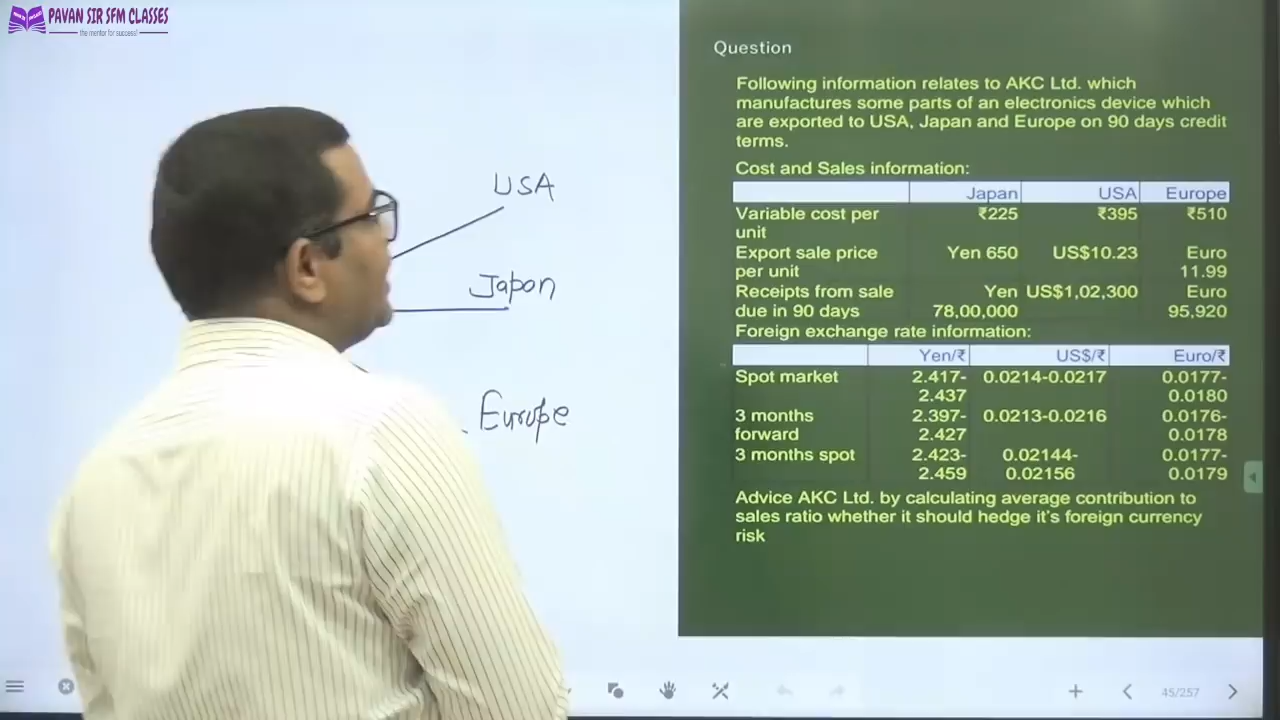 PAVAN SIR SFM CLASSES
the mentor for success!
USA
Japan
Europe
Question
Following information relates to AKC Ltd. which
manufactures some parts of an electronics device which
are exported to USA, Japan and Europe on 90 days credit
terms.
Cost and Sales information:
Japan USA Europe
Variable cost per unit ₹225 ₹395 ₹510
Export sale price per unit Yen 650 US$10.23 Euro 11.99
Receipts from sale due in 90 days Yen 78,00,000 US$1,02,300 Euro 95,920
Foreign exchange rate information:
Yen/₹ US$/₹ Euro/₹
Spot market 2.417-2.437 0.0214-0.0217 0.0177-0.0180
3 months forward 2.397-2.427 0.0213-0.0216 0.0176-0.0178
3 months spot 2.423-2.459 0.02144-0.02156 0.0177-0.0179
Advice AKC Ltd. by calculating average contribution to
sales ratio whether it should hedge it's foreign currency
risk
45/257